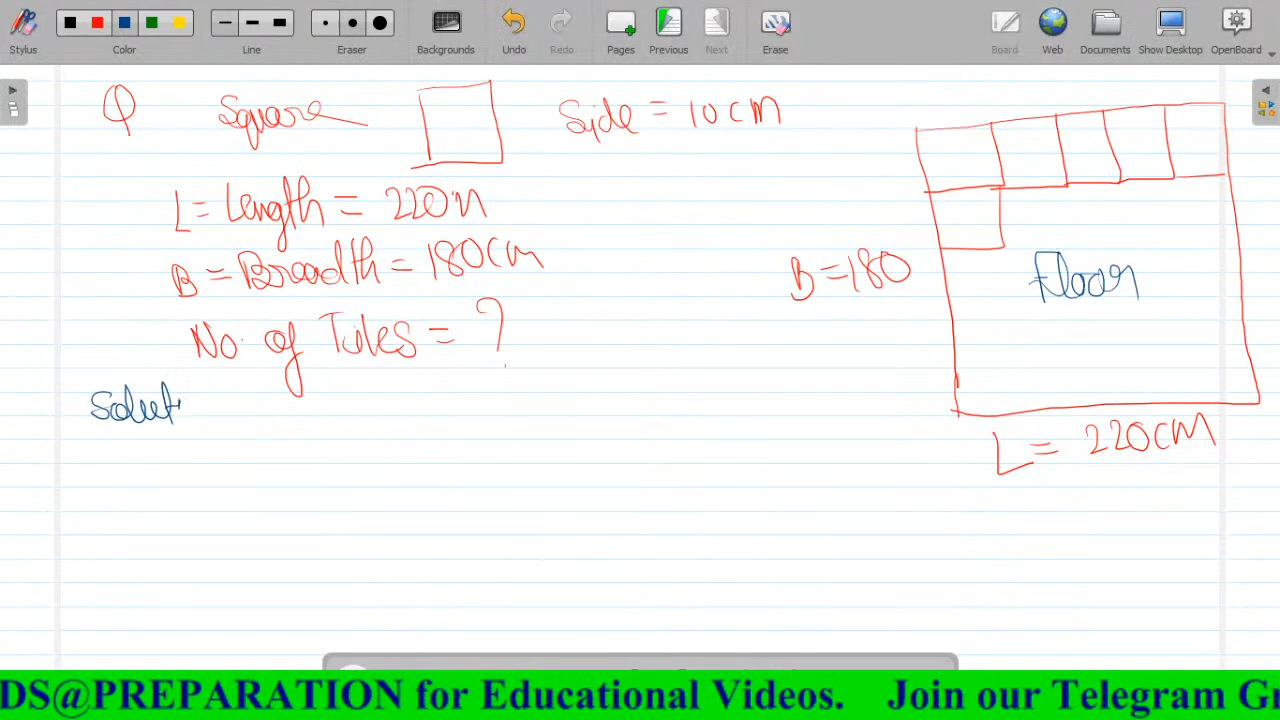 Stylus Color Line Eraser Backgrounds Undo Redo Pages Previous Next Erase Board Web Documents Show Desktop OpenBoard
Q Square Side = 10 cm
L = Length = 220 m
B = Breadth = 180 cm
No. of Tiles = ?
Solut
B = 180
Floor
L = 220 cm
DS@PREPARATION for Educational Videos. Join our Telegram Gr